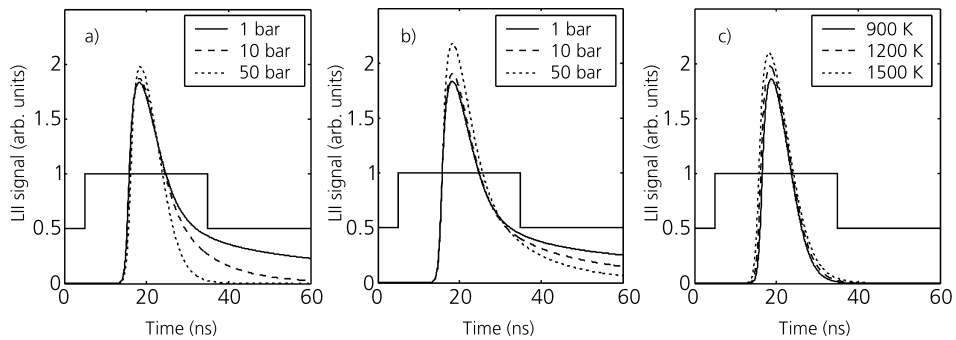 a)
1 bar
10 bar
50 bar
LII signal (arb. units)
2
1.5
1
0.5
0
0 20 40 60
Time (ns)
b)
1 bar
10 bar
50 bar
LII signal (arb. units)
2
1.5
1
0.5
0
0 20 40 60
Time (ns)
c)
900 K
1200 K
1500 K
LII signal (arb. units)
2
1.5
1
0.5
0
0 20 40 60
Time (ns)